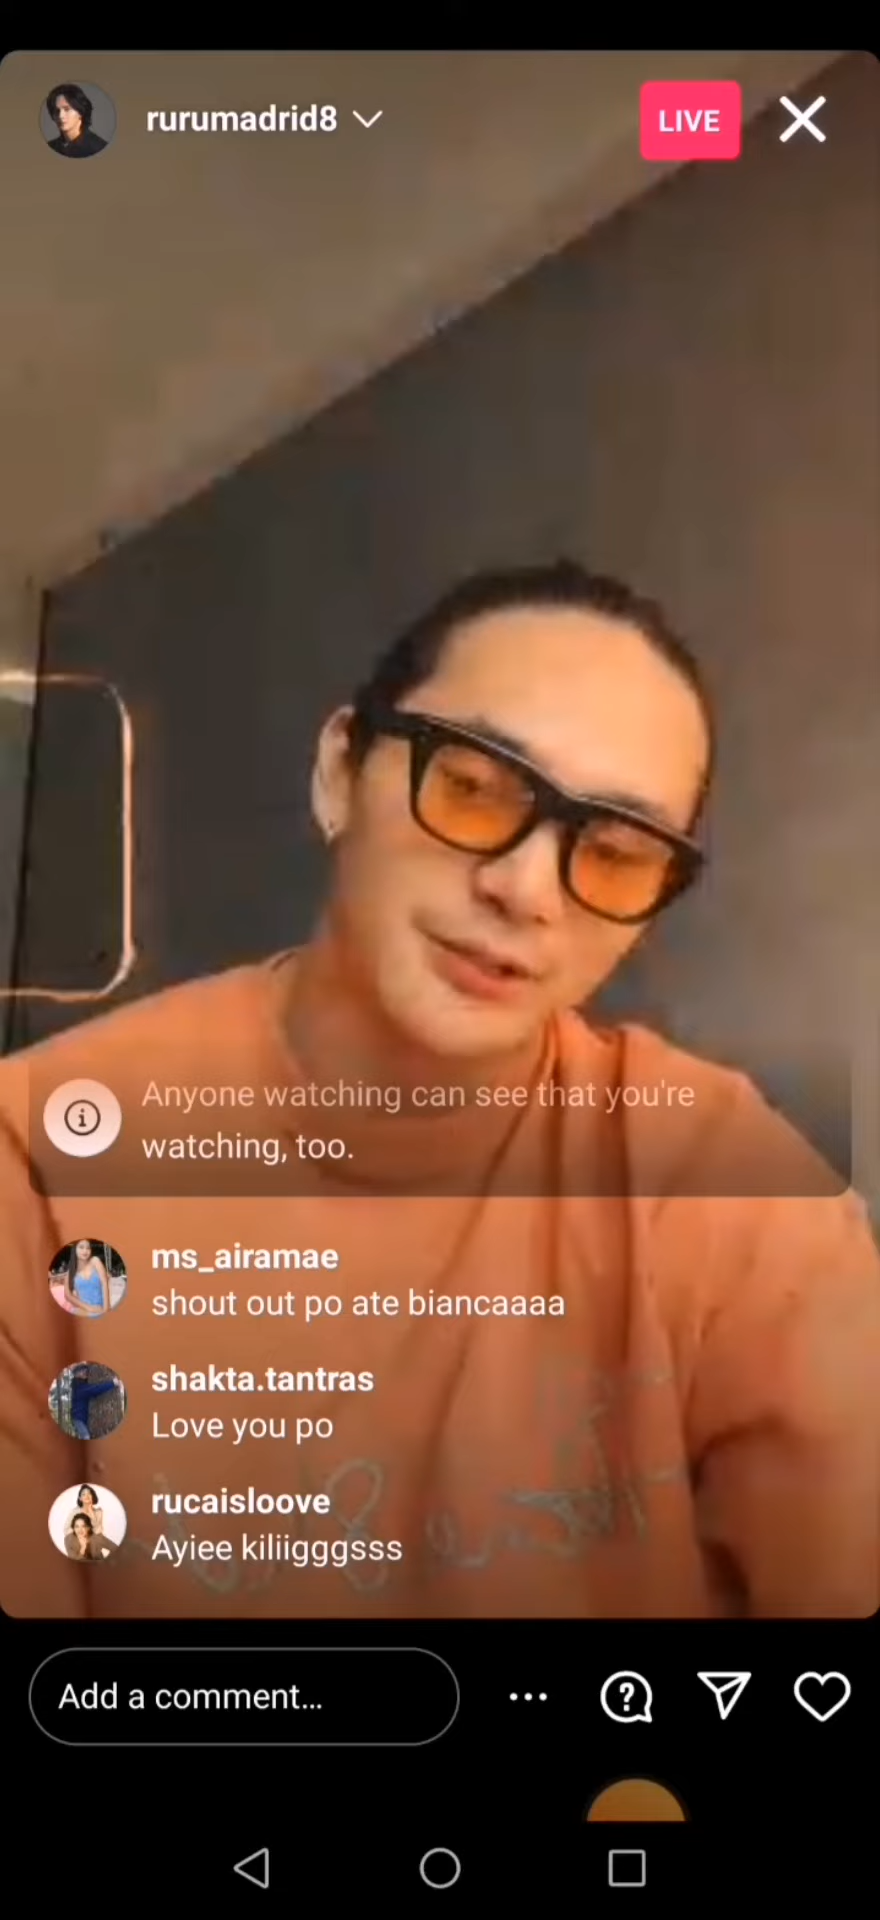 rurumadrid8
LIVE
Anyone watching can see that you're
watching, too.
ms_airamae
shout out po ate biancaaaa
shakta.tantras
Love you po
rucaisloove
Ayiee kiliigggsss
Add a comment...